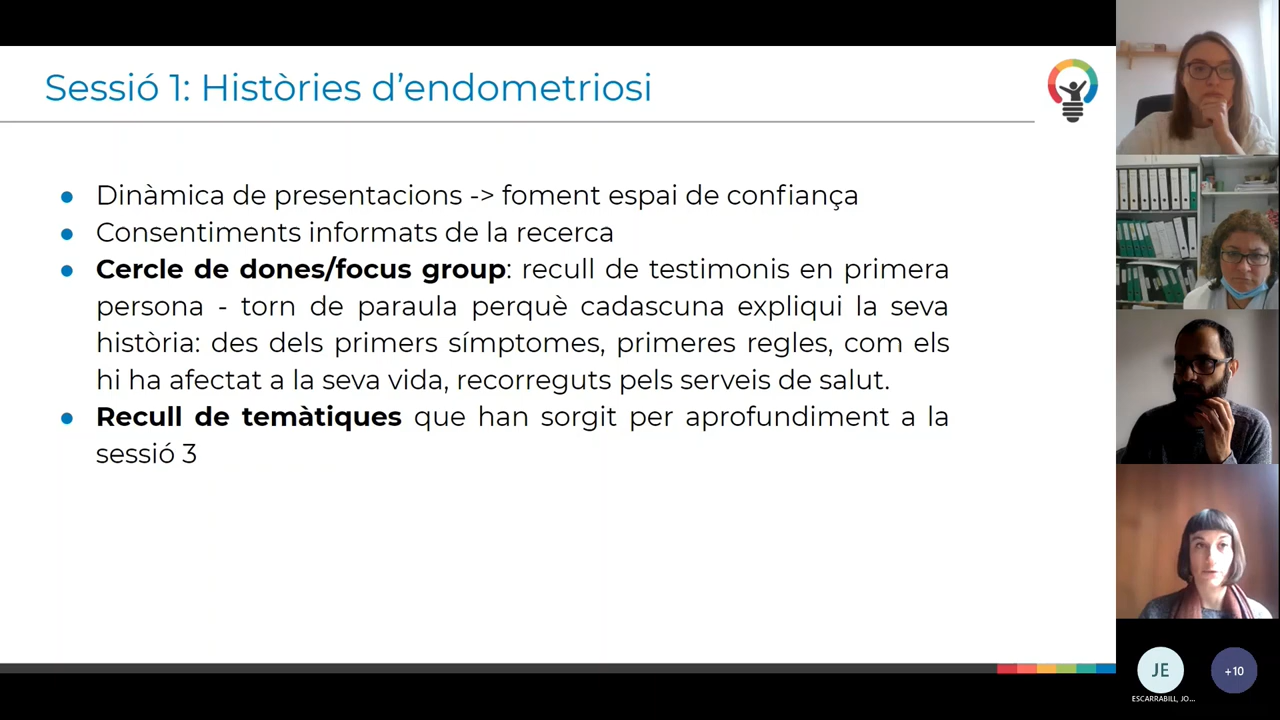 Sessió 1: Històries d’endometriosi
● Dinàmica de presentacions -> foment espai de confiança
● Consentiments informats de la recerca
● Cercle de dones/focus group: recull de testimonis en primera
persona - torn de paraula perquè cadascuna expliqui la seva
història: des dels primers símptomes, primeres regles, com els
hi ha afectat a la seva vida, recorreguts pels serveis de salut.
● Recull de temàtiques que han sorgit per aprofundiment a la
sessió 3
JE
+10
ESCARRABILL, JO...